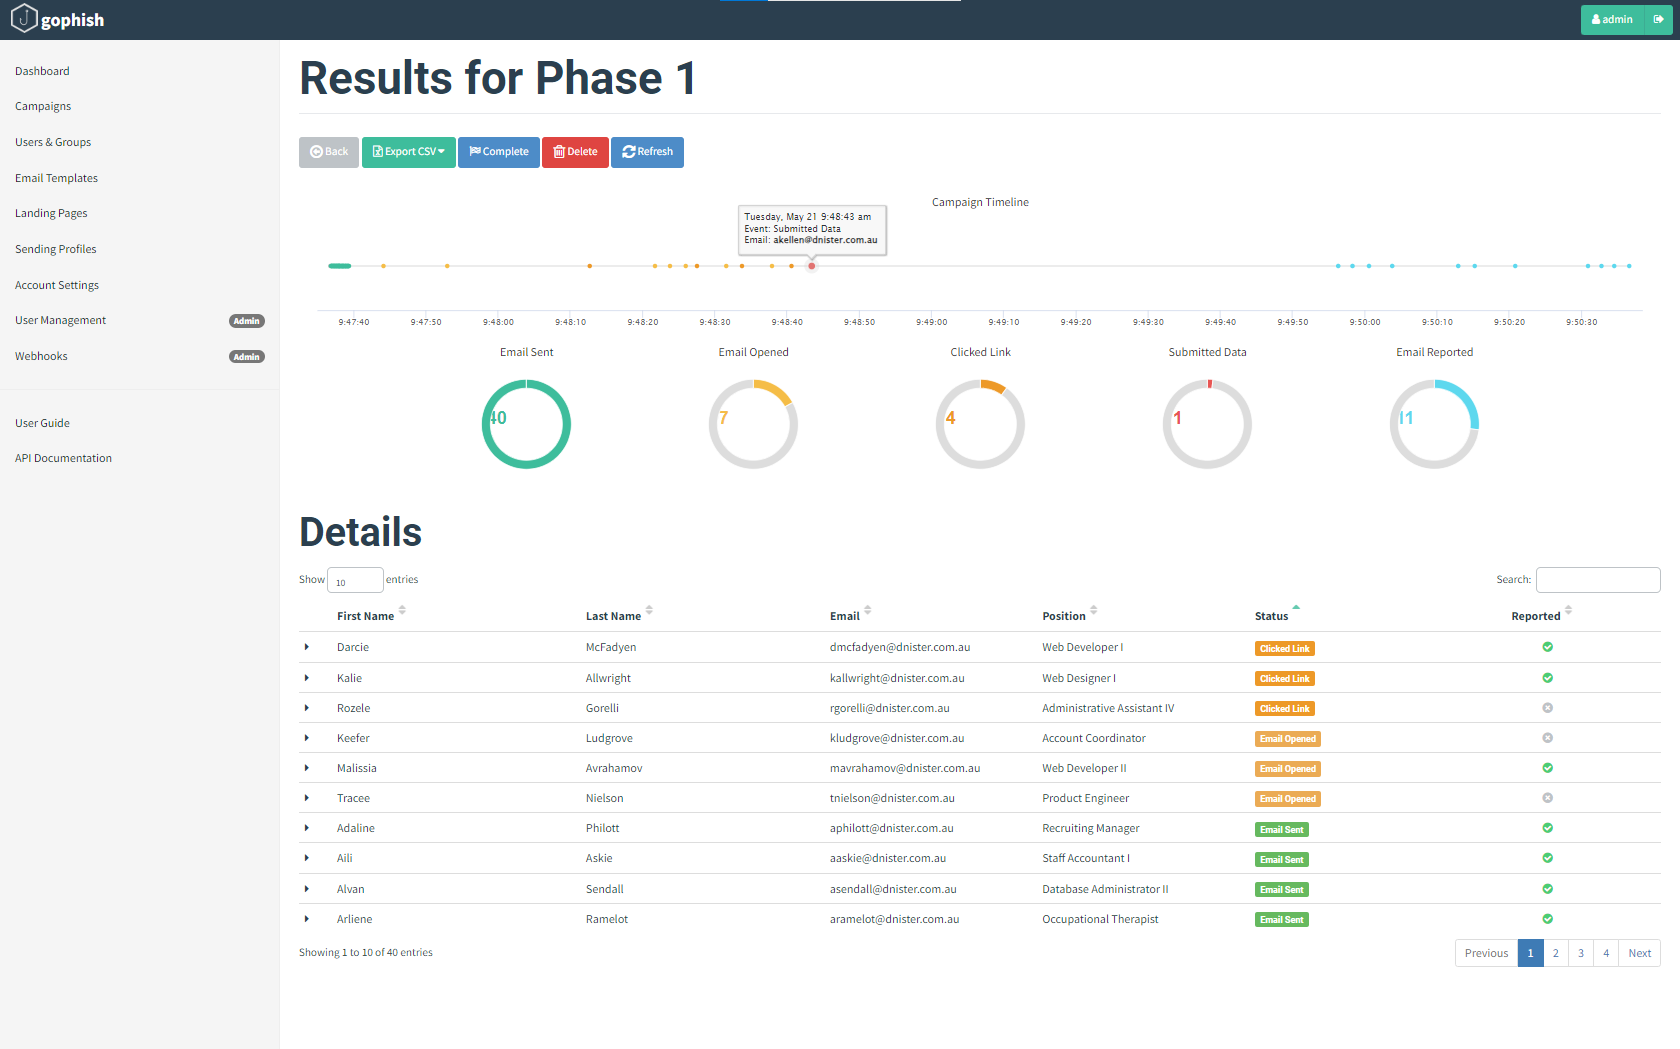 gophish
admin
Dashboard
Campaigns
Users & Groups
Email Templates
Landing Pages
Sending Profiles
Account Settings
User Management Admin
Webhooks Admin
User Guide
API Documentation
Results for Phase 1
Back Export CSV Complete Delete Refresh
Campaign Timeline
Tuesday, May 21 9:48:43 am
Event: Submitted Data
Email: akellen@dnister.com.au
9:47:40 9:47:50 9:48:00 9:48:10 9:48:20 9:48:30 9:48:40 9:48:50 9:49:00 9:49:10 9:49:20 9:49:30 9:49:40 9:49:50 9:50:00 9:50:10 9:50:20 9:50:30
Email Sent Email Opened Clicked Link Submitted Data Email Reported
40 7 4 1 11
Details
Show 10 entries Search:
First Name Last Name Email Position Status Reported
Darcie McFadyen dmcfadyen@dnister.com.au Web Developer I Clicked Link
Kalie Allwright kallwright@dnister.com.au Web Designer I Clicked Link
Rozele Gorelli rgorelli@dnister.com.au Administrative Assistant IV Clicked Link
Keefer Ludgrove kludgrove@dnister.com.au Account Coordinator Email Opened
Malissia Avrahamov mavrahamov@dnister.com.au Web Developer II Email Opened
Tracee Nielson tnielson@dnister.com.au Product Engineer Email Opened
Adaline Philott aphilott@dnister.com.au Recruiting Manager Email Sent
Aili Askie aaskie@dnister.com.au Staff Accountant I Email Sent
Alvan Sendall asendall@dnister.com.au Database Administrator II Email Sent
Arliene Ramelot aramelot@dnister.com.au Occupational Therapist Email Sent
Showing 1 to 10 of 40 entries
Previous 1 2 3 4 Next